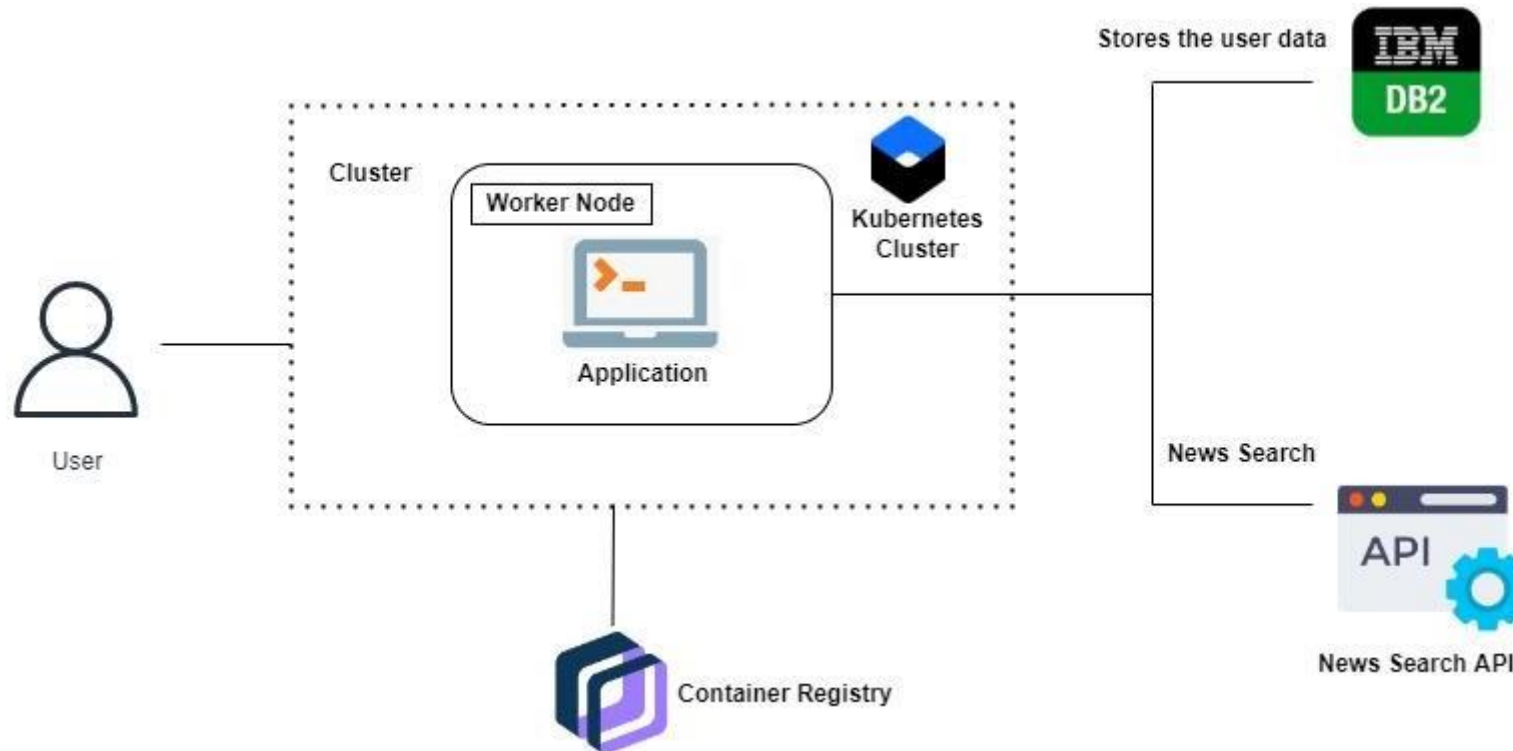 Stores the user data
IBM
DB2
Cluster
Worker Node
Kubernetes
Cluster
Application
User
News Search
API
News Search API
Container Registry